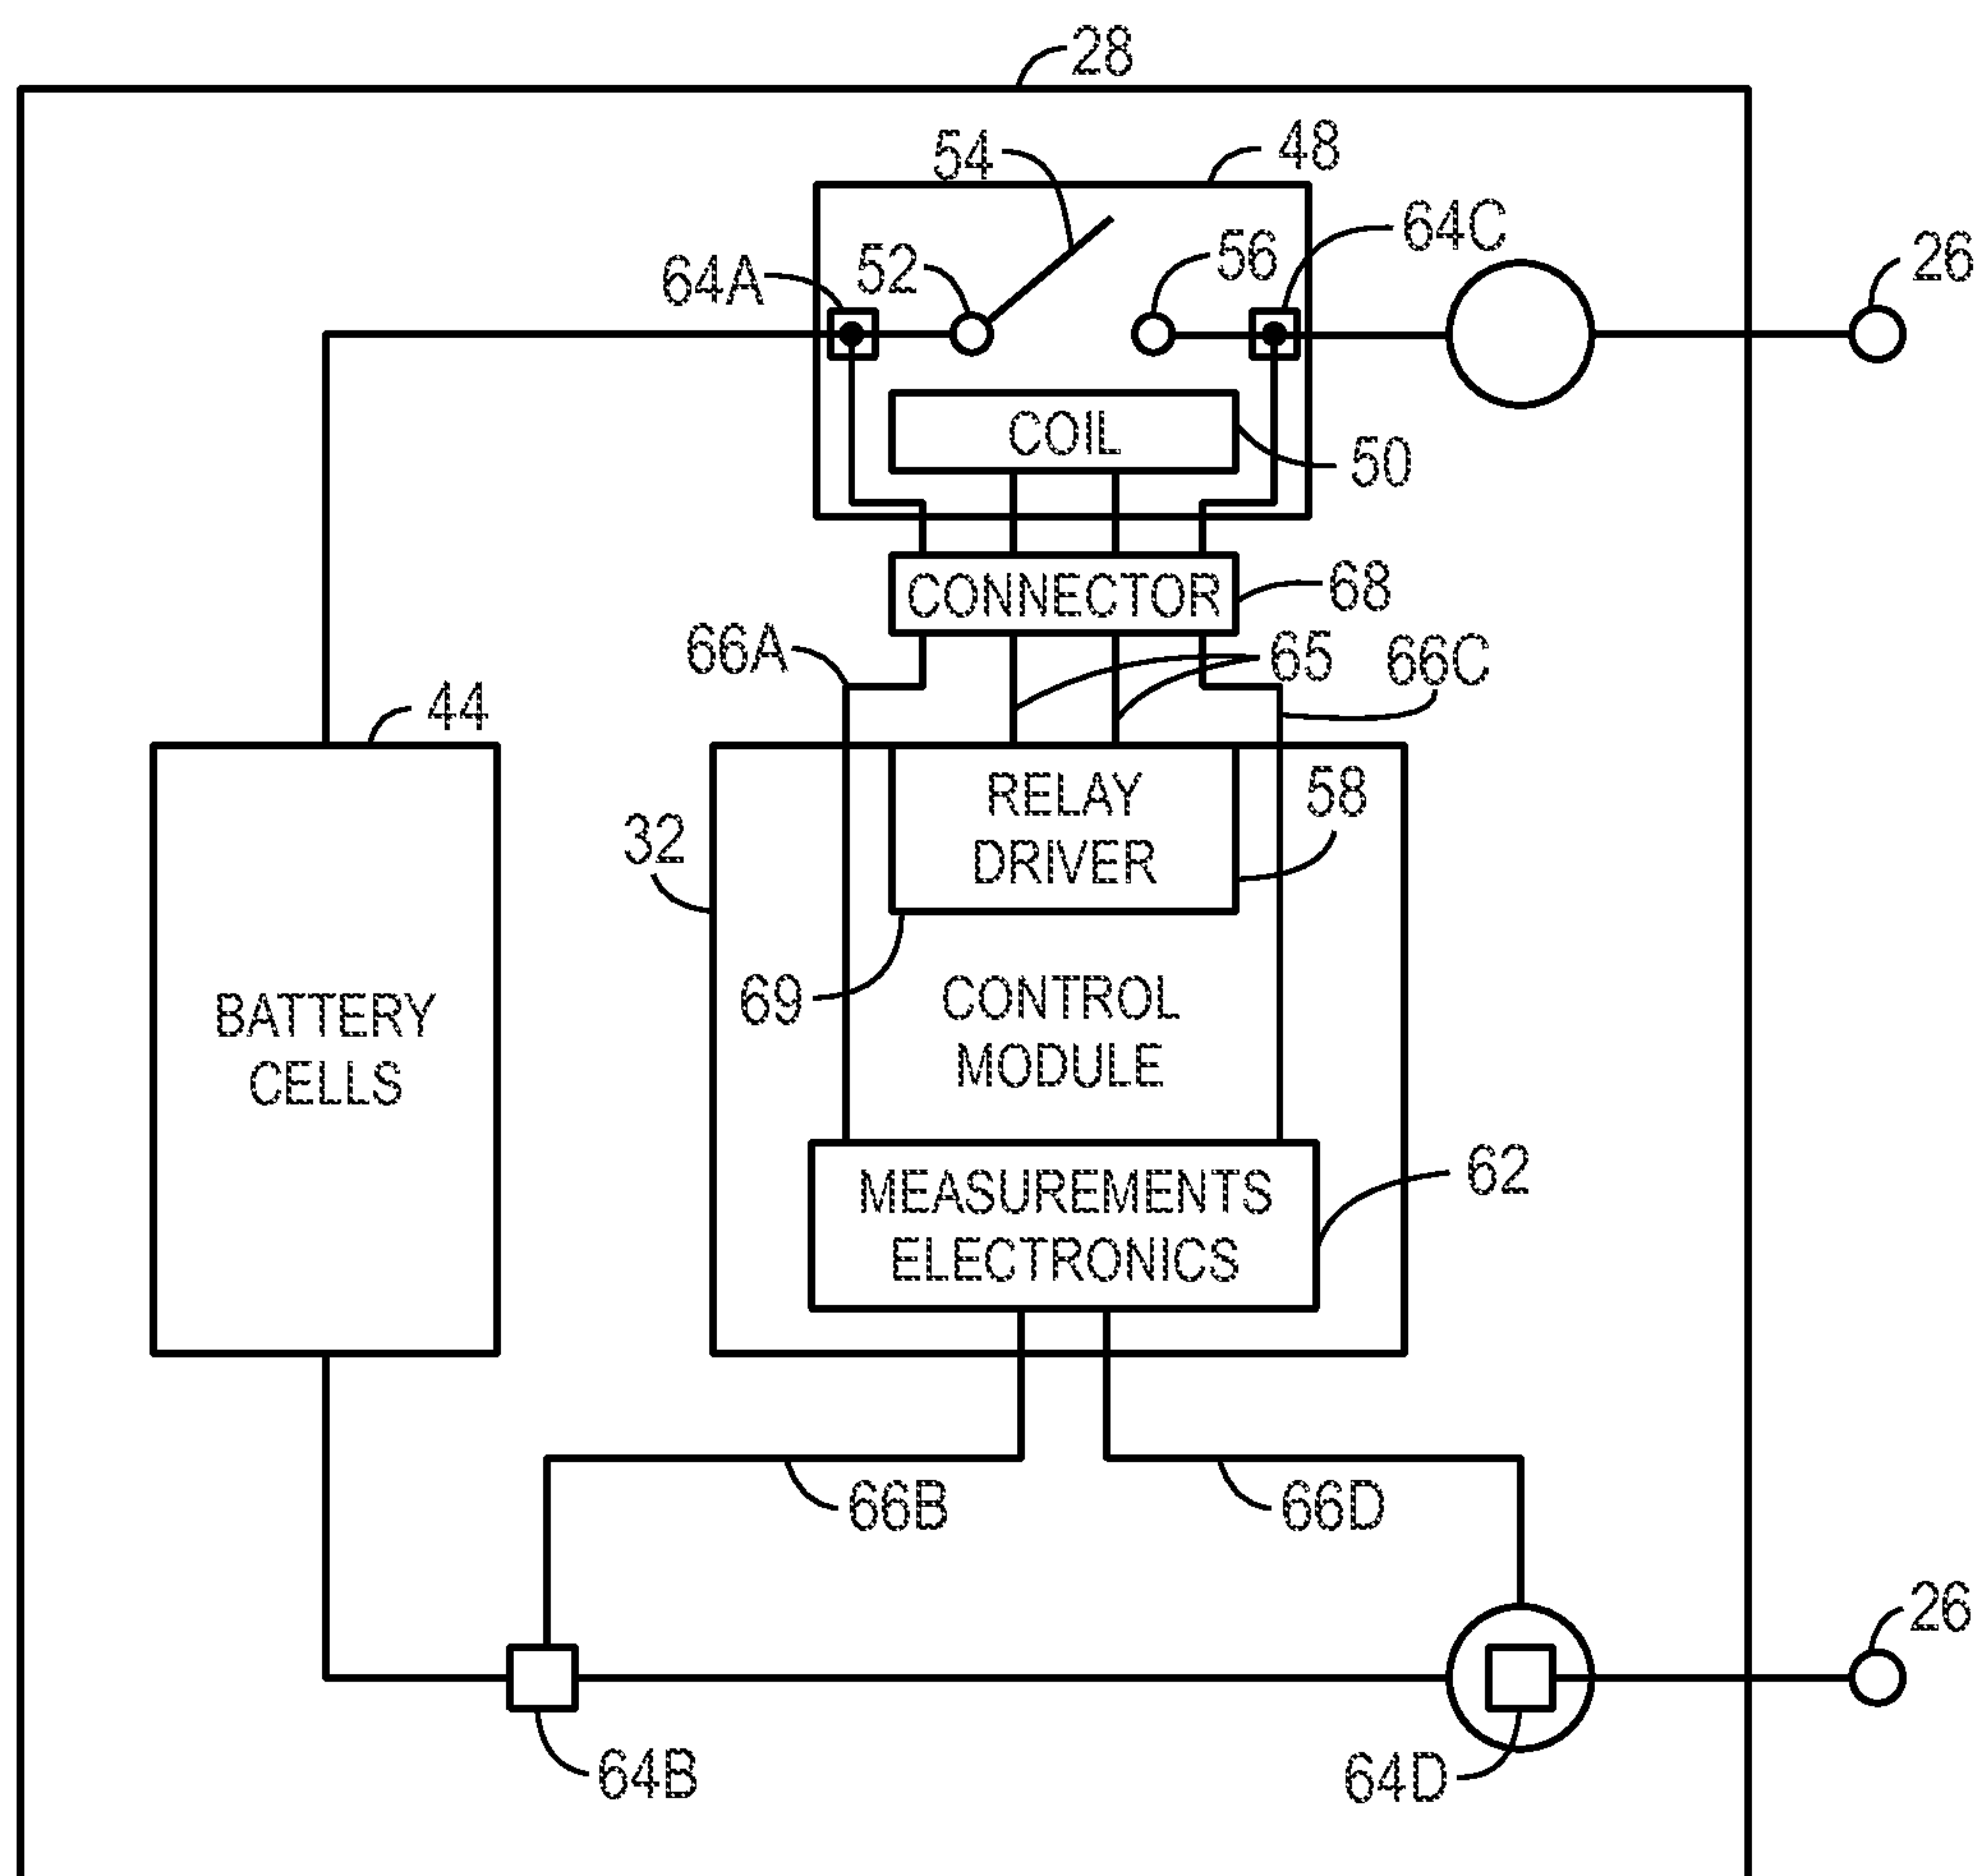 28
54
48
64C
26
64A
52
56
COIL
50
CONNECTOR
68
66A
65
66C
44
RELAY
DRIVER
58
32
69
CONTROL
MODULE
BATTERY
CELLS
MEASUREMENTS
ELECTRONICS
62
66B
66D
26
64B
64D